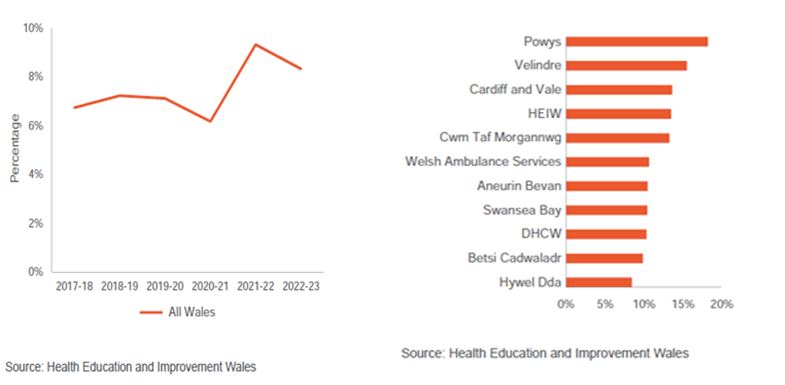 10%
8%
6%
4%
2%
0%
Percentage
2017-18 2018-19 2019-20 2020-21 2021-22 2022-23
All Wales
Source: Health Education and Improvement Wales
Powys
Velindre
Cardiff and Vale
HEIW
Cwm Taf Morgannwg
Welsh Ambulance Services
Aneurin Bevan
Swansea Bay
DHCW
Betsi Cadwaladr
Hywel Dda
0% 5% 10% 15% 20%
Source: Health Education and Improvement Wales